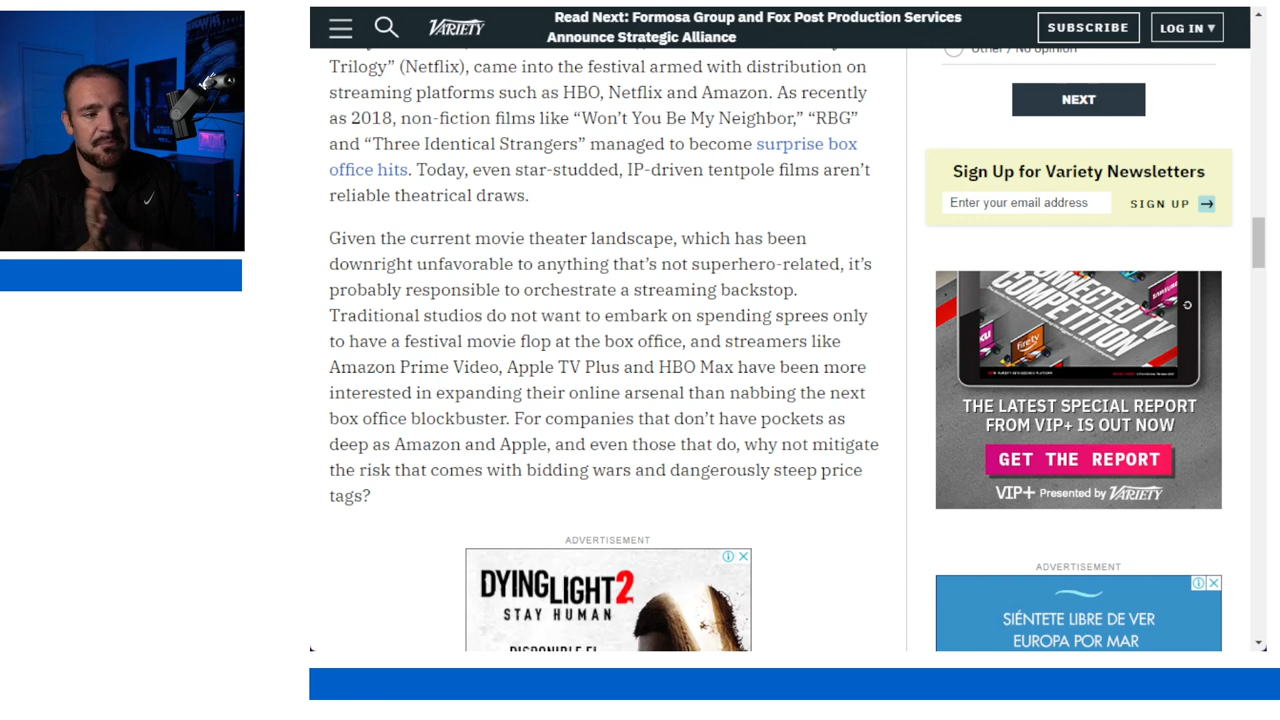 VARIETY
Read Next: Formosa Group and Fox Post Production Services
Announce Strategic Alliance
SUBSCRIBE
LOG IN ▾
Trilogy” (Netflix), came into the festival armed with distribution on
streaming platforms such as HBO, Netflix and Amazon. As recently
as 2018, non-fiction films like “Won’t You Be My Neighbor,” “RBG”
and “Three Identical Strangers” managed to become surprise box
office hits. Today, even star-studded, IP-driven tentpole films aren’t
reliable theatrical draws.
Given the current movie theater landscape, which has been
downright unfavorable to anything that’s not superhero-related, it’s
probably responsible to orchestrate a streaming backstop.
Traditional studios do not want to embark on spending sprees only
to have a festival movie flop at the box office, and streamers like
Amazon Prime Video, Apple TV Plus and HBO Max have been more
interested in expanding their online arsenal than nabbing the next
box office blockbuster. For companies that don’t have pockets as
deep as Amazon and Apple, and even those that do, why not mitigate
the risk that comes with bidding wars and dangerously steep price
tags?
ADVERTISEMENT
DYING LIGHT 2
STAY HUMAN
DISPONIBLE EL
Other / No opinion
NEXT
Sign Up for Variety Newsletters
Enter your email address
SIGN UP →
CONNECTED TV
COMPETITION
firetv
THE LATEST SPECIAL REPORT
FROM VIP+ IS OUT NOW
GET THE REPORT
VIP+ Presented by VARIETY
ADVERTISEMENT
SIÉNTETE LIBRE DE VER
EUROPA POR MAR